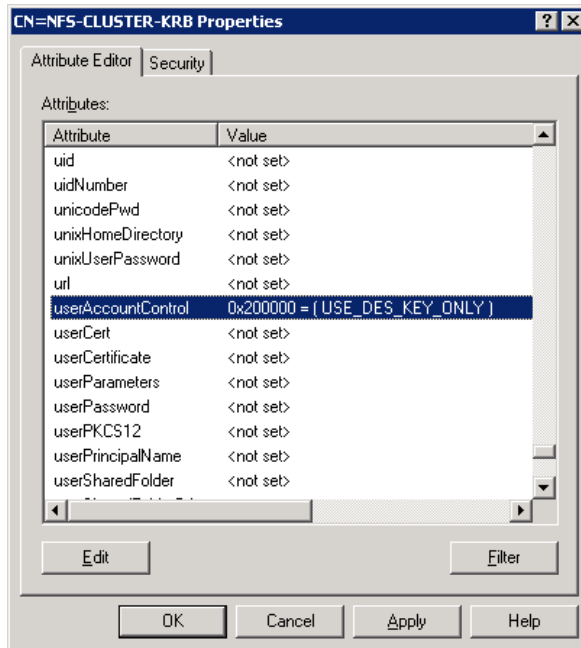 CN=NFS-CLUSTER-KRB Properties
Attribute Editor Security
Attributes:
Attribute Value
uid <not set>
uidNumber <not set>
unicodePwd <not set>
unixHomeDirectory <not set>
unixUserPassword <not set>
url <not set>
userAccountControl 0x200000 = ( USE_DES_KEY_ONLY )
userCert <not set>
userCertificate <not set>
userParameters <not set>
userPassword <not set>
userPKCS12 <not set>
userPrincipalName <not set>
userSharedFolder <not set>
Edit Filter
OK Cancel Apply Help